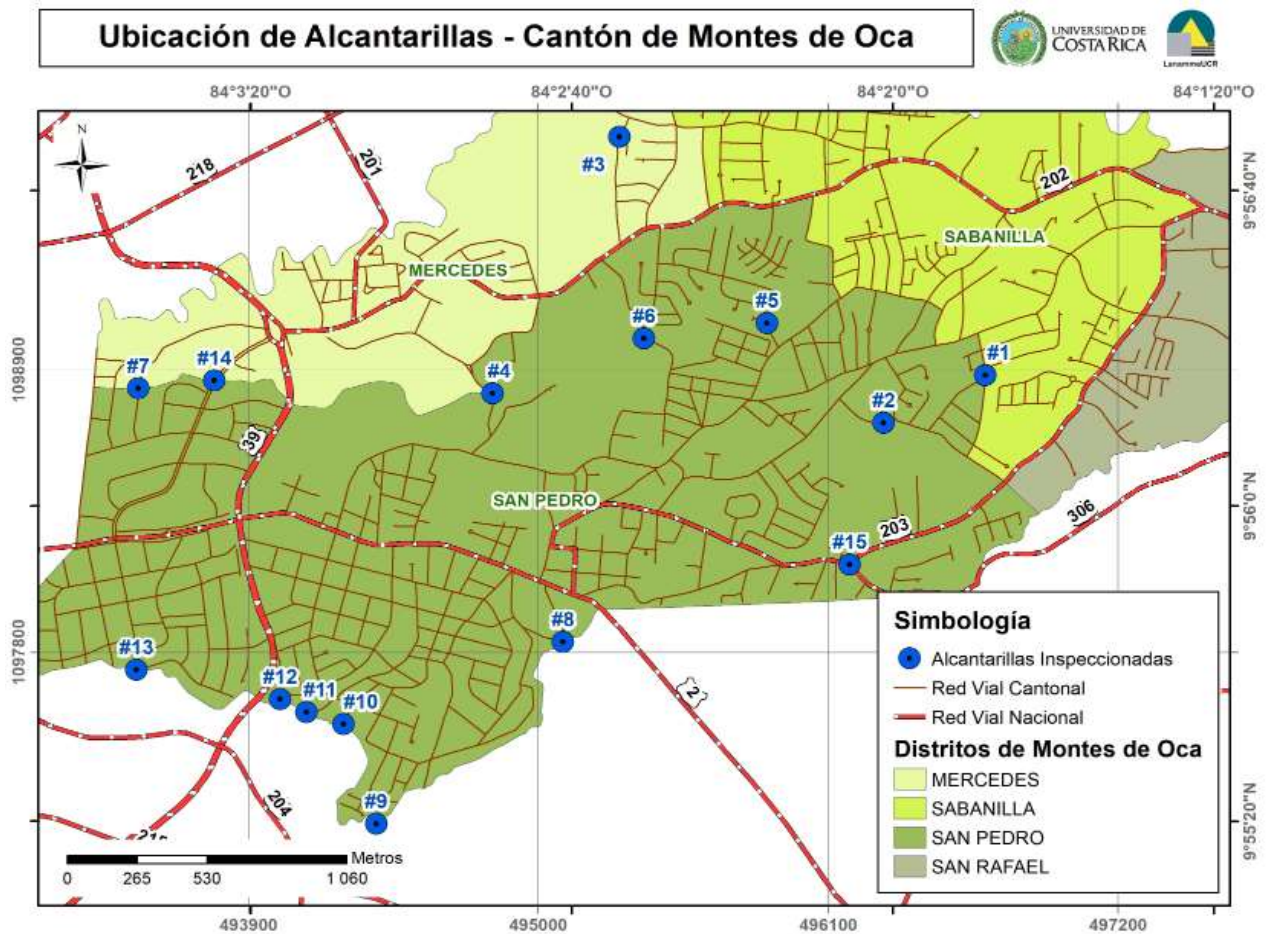 Ubicación de Alcantarillas - Cantón de Montes de Oca
UNIVERSIDAD DE
COSTA RICA
LanammeUCR
84°3'20"O
84°2'40"O
84°2'0"O
84°1'20"O
N
218
201
#3
202
9°56'40"N
SABANILLA
MERCEDES
#5
#6
#7
#14
#4
#1
1098900
#2
39
SAN PEDRO
203
306
9°56'0"N
#15
#8
#13
1097800
#12
#11
#10
2
#9
204
9°55'20"N
Simbología
Alcantarillas Inspeccionadas
Red Vial Cantonal
Red Vial Nacional
Distritos de Montes de Oca
MERCEDES
SABANILLA
SAN PEDRO
SAN RAFAEL
Metros
0 265 530 1 060
493900
495000
496100
497200